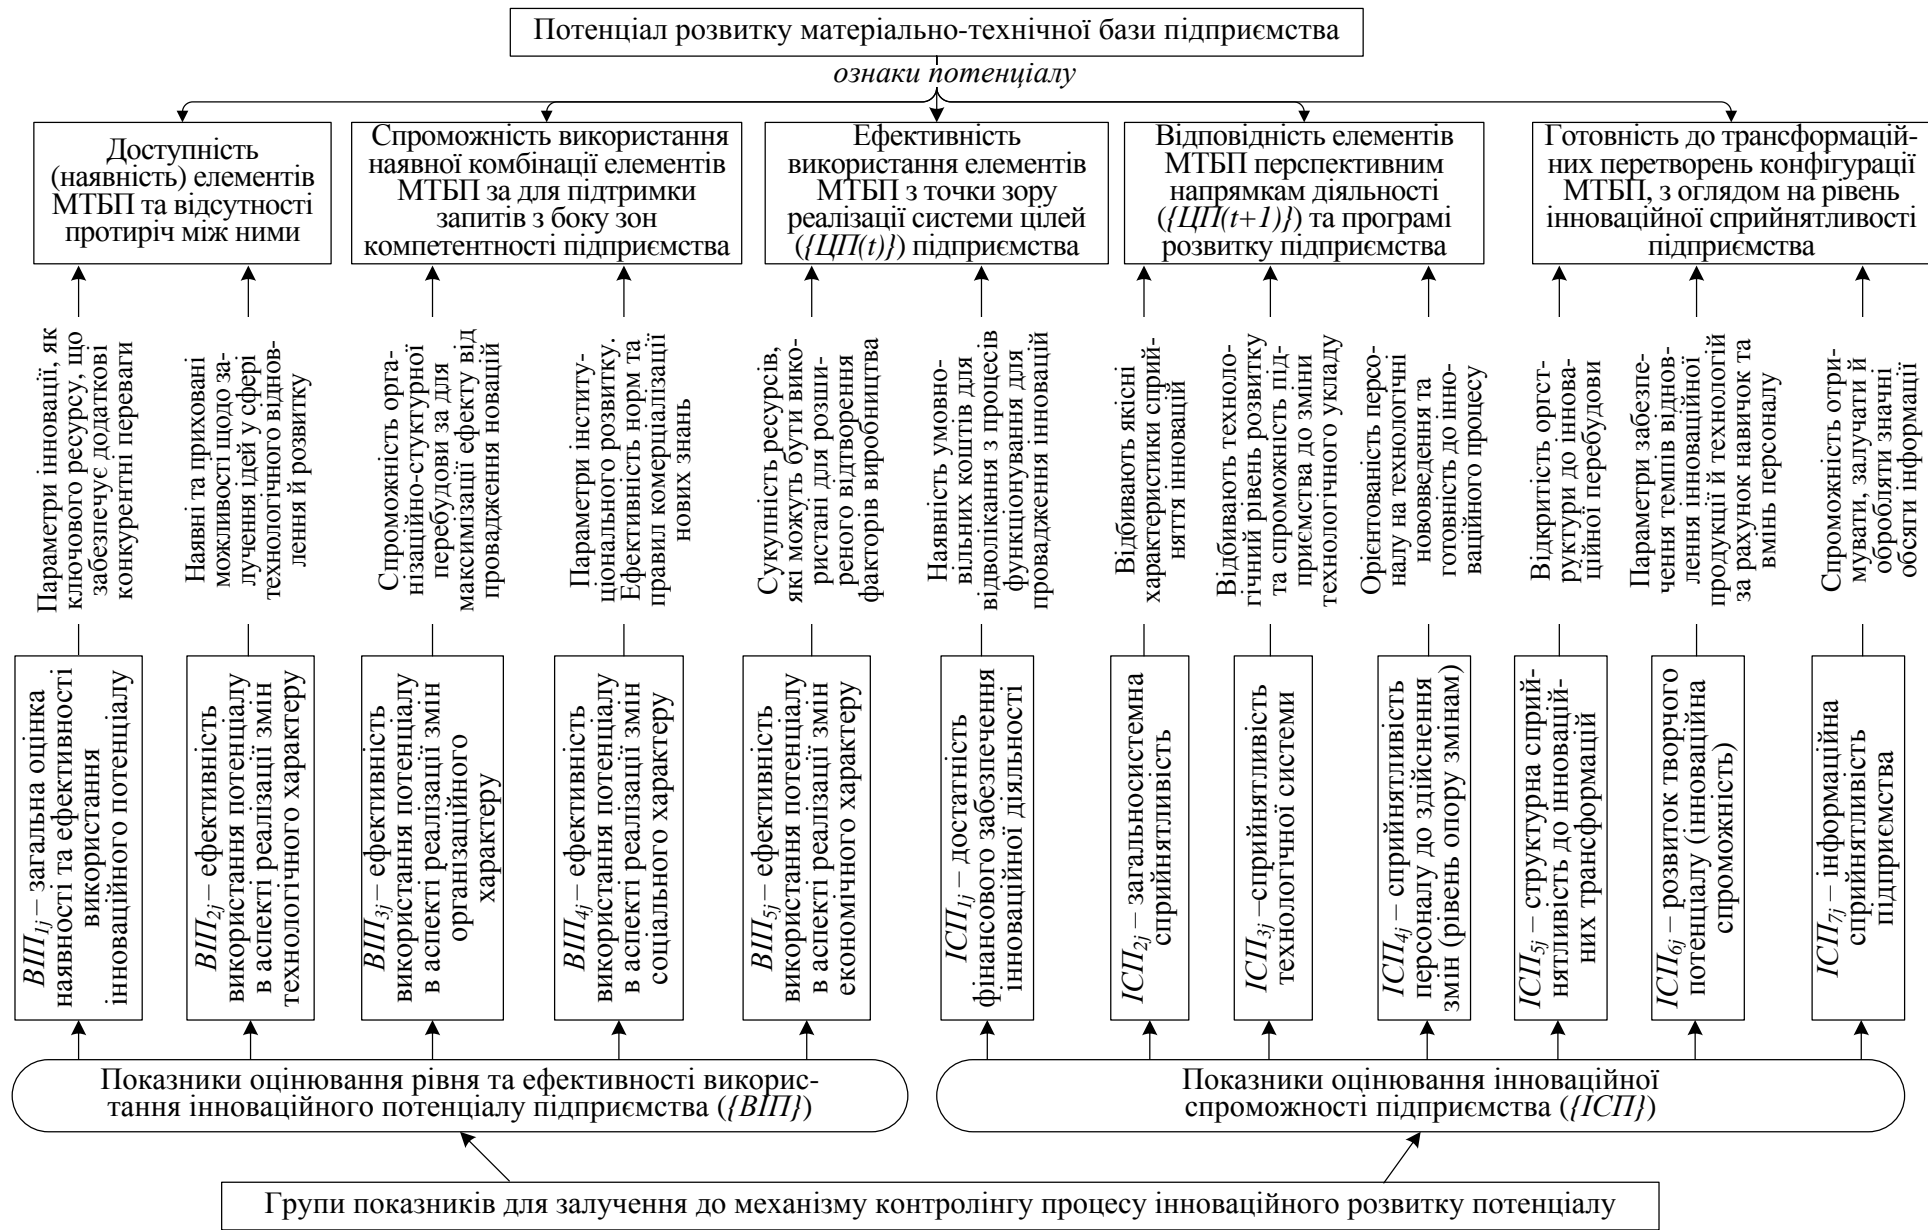 Потенціал розвитку матеріально-технічної бази підприємства
ознаки потенціалу
Доступність
(наявність) елементів
МТБП та відсутності
протиріч між ними
Спроможність використання
наявної комбінації елементів
МТБП за для підтримки
запитів з боку зон
компетентності підприємства
Ефективність
використання елементів
МТБП з точки зору
реалізації системи цілей
({ЦП(t)}) підприємства
Відповідність елементів
МТБП перспективним
напрямкам діяльності
({ЦП(t+1)}) та програмі
розвитку підприємства
Готовність до трансформацій-
них перетворень конфігурації
МТБП, з оглядом на рівень
інноваційної сприйнятливості
підприємства
Параметри інновації, як
ключового ресурсу, що
забезпечує додаткові
конкурентні переваги
Наявні та приховані
можливості щодо за-
лучення ідей у сфері
технологічного віднов-
лення й розвитку
Спроможність орга-
нізаційно-стуктурної
перебудови за для
максимізації ефекту від
провадження новацій
Параметри інститу-
ціонального розвитку.
Ефективність норм та
правил комерціалізації
нових знань
Сукупність ресурсів,
які можуть бути вико-
ристані для розши-
реного відтворення
факторів виробництва
Наявність умовно-
вільних коштів для
відволікання з процесів
функціонування для
провадження інновацій
Відбивають якісні
характеристики сприй-
няття інновацій
Відбивають техноло-
гічний рівень розвитку
та спроможність під-
приємства до зміни
технологічного укладу
Орієнтованість персо-
налу на технологічні
нововведення та
готовність до інно-
ваційного процесу
Відкритість оргст-
руктури до іннова-
ційної перебудови
Параметри забезпе-
чення темпів віднов-
лення інноваційної
продукції й технологій
за рахунок навичок та
вмінь персоналу
Спроможність отри-
мувати, залучати й
обробляти значні
обсяги інформації
ВІП1j – загальна оцінка
наявності та ефективності
використання
інноваційного потенціалу
ВІП2j – ефективність
використання потенціалу
в аспекті реалізації змін
технологічного характеру
ВІП3j – ефективність
використання потенціалу
в аспекті реалізації змін
організаційного
характеру
ВІП4j – ефективність
використання потенціалу
в аспекті реалізації змін
соціального характеру
ВІП5j – ефективність
використання потенціалу
в аспекті реалізації змін
економічного характеру
ІСП1j – достатність
фінансового забезпечення
інноваційної діяльності
ІСП2j – загальносистемна
сприйнятливість
ІСП3j –сприйнятливість
технологічної системи
ІСП4j – сприйнятливість
персоналу до здійснення
змін (рівень опору змінам)
ІСП5j – структурна сприй-
нятливість до інновацій-
них трансформацій
ІСП6j – розвиток творчого
потенціалу (інноваційна
спроможність)
ІСП7j – інформаційна
сприйнятливість
підприємства
Показники оцінювання рівня та ефективності викорис-
тання інноваційного потенціалу підприємства ({ВІП})
Показники оцінювання інноваційної
спроможності підприємства ({ІСП})
Групи показників для залучення до механізму контролінгу процесу інноваційного розвитку потенціалу